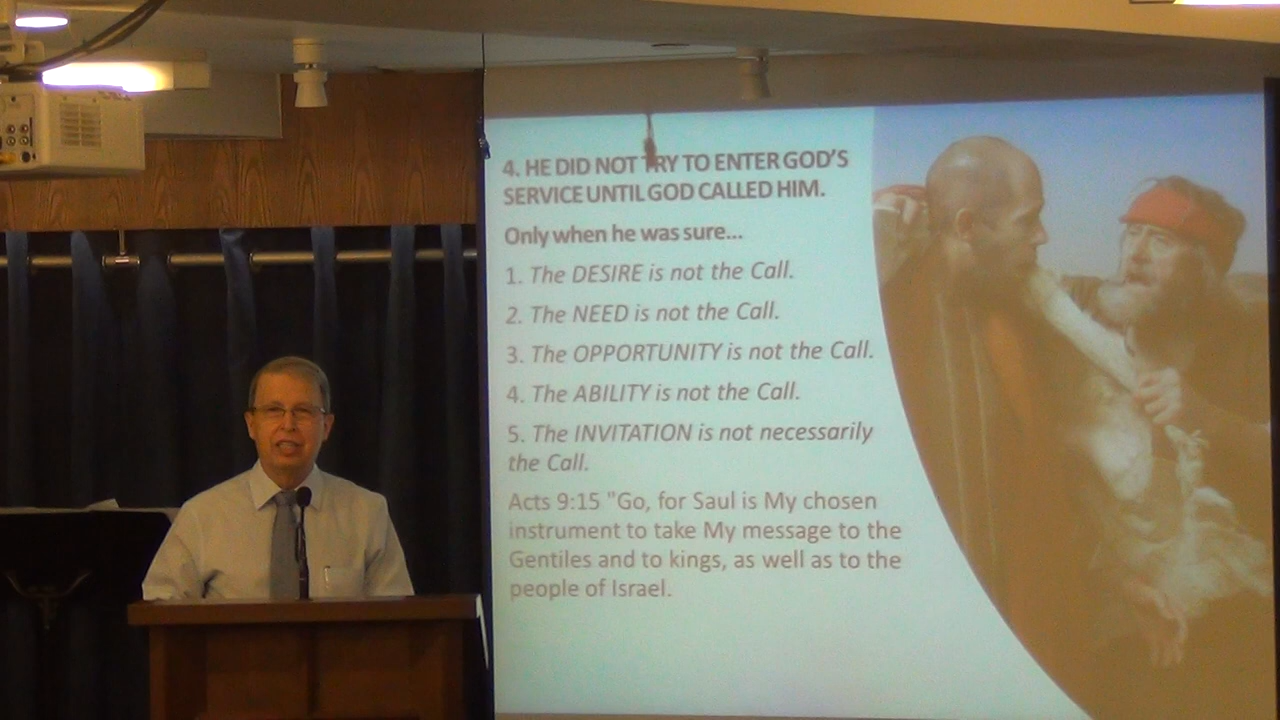 4. HE DID NOT TRY TO ENTER GOD'S
SERVICE UNTIL GOD CALLED HIM.
Only when he was sure...
1. The DESIRE is not the Call.
2. The NEED is not the Call.
3. The OPPORTUNITY is not the Call.
4. The ABILITY is not the Call.
5. The INVITATION is not necessarily
the Call.
Acts 9:15 "Go, for Saul is My chosen
instrument to take My message to the
Gentiles and to kings, as well as to the
people of Israel.